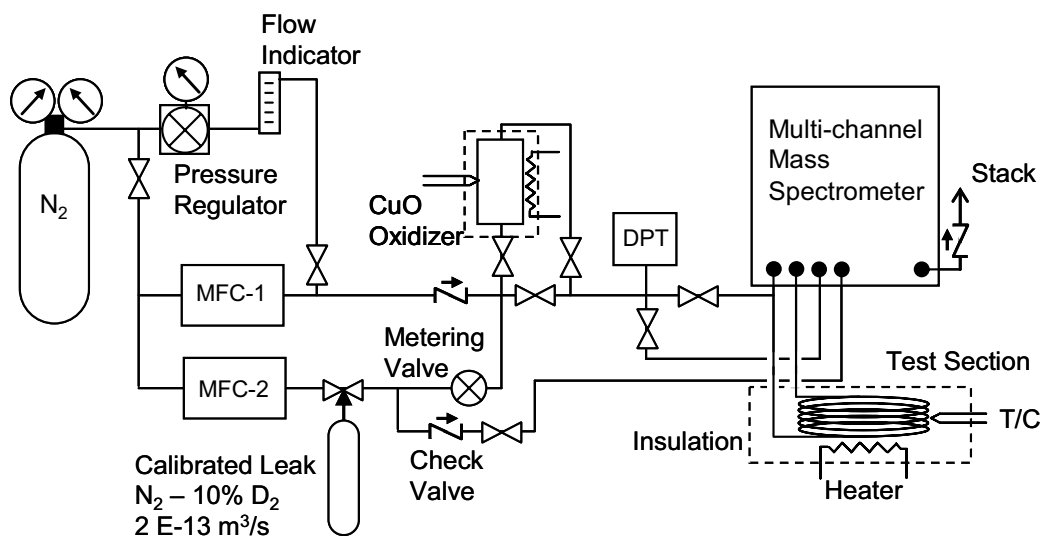 Flow
Indicator
N2
Pressure
Regulator
CuO
Oxidizer
DPT
Multi-channel
Mass
Spectrometer
Stack
MFC-1
Metering
Valve
MFC-2
Test Section
T/C
Insulation
Heater
Calibrated Leak
N2 – 10% D2
2 E-13 m³/s
Check
Valve